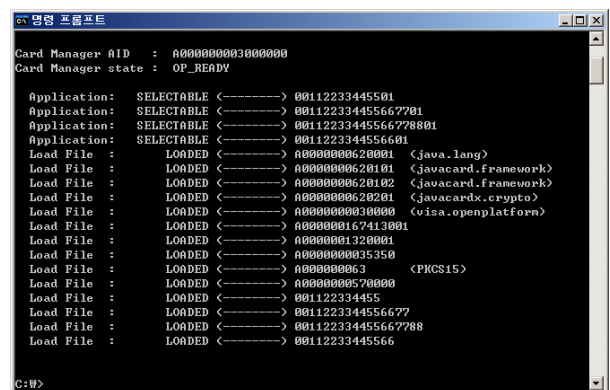 명령 프롬프트
Card Manager AID   :  A000000003000000
Card Manager state :  OP_READY
Application:  SELECTABLE (--------) 00112233445501
Application:  SELECTABLE (--------) 001122334455667701
Application:  SELECTABLE (--------) 00112233445566778801
Application:  SELECTABLE (--------) 0011223344556601
Load File  :      LOADED (--------) A0000000620001   (java.lang)
Load File  :      LOADED (--------) A0000000620101   (javacard.framework)
Load File  :      LOADED (--------) A0000000620102   (javacard.framework)
Load File  :      LOADED (--------) A0000000620201   (javacardx.crypto)
Load File  :      LOADED (--------) A0000000030000   (visa.openplatform)
Load File  :      LOADED (--------) A000000167413001
Load File  :      LOADED (--------) A0000001320001
Load File  :      LOADED (--------) A0000000035350
Load File  :      LOADED (--------) A000000063       (PKCS15)
Load File  :      LOADED (--------) A0000000570000
Load File  :      LOADED (--------) 001122334455
Load File  :      LOADED (--------) 0011223344556677
Load File  :      LOADED (--------) 001122334455667788
Load File  :      LOADED (--------) 00112233445566
C:₩>